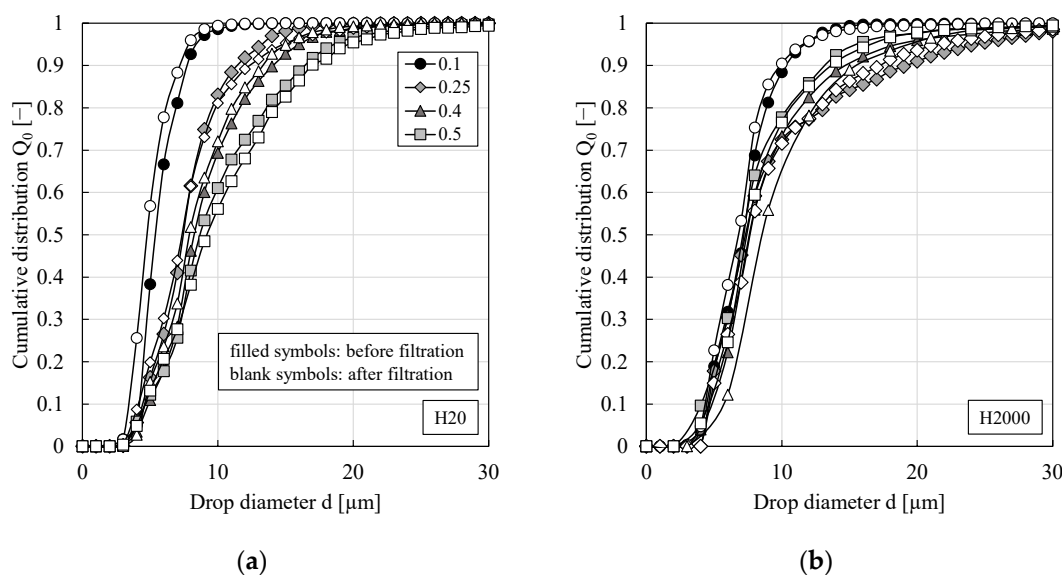 Cumulative distribution Q₀ [−]
1
0.9
0.8
0.7
0.6
0.5
0.4
0.3
0.2
0.1
0
0.1
0.25
0.4
0.5
filled symbols: before filtration
blank symbols: after filtration
H20
0 10 20 30
Drop diameter d [µm]
(a)
Cumulative distribution Q₀ [−]
1
0.9
0.8
0.7
0.6
0.5
0.4
0.3
0.2
0.1
0
H2000
0 10 20 30
Drop diameter d [µm]
(b)